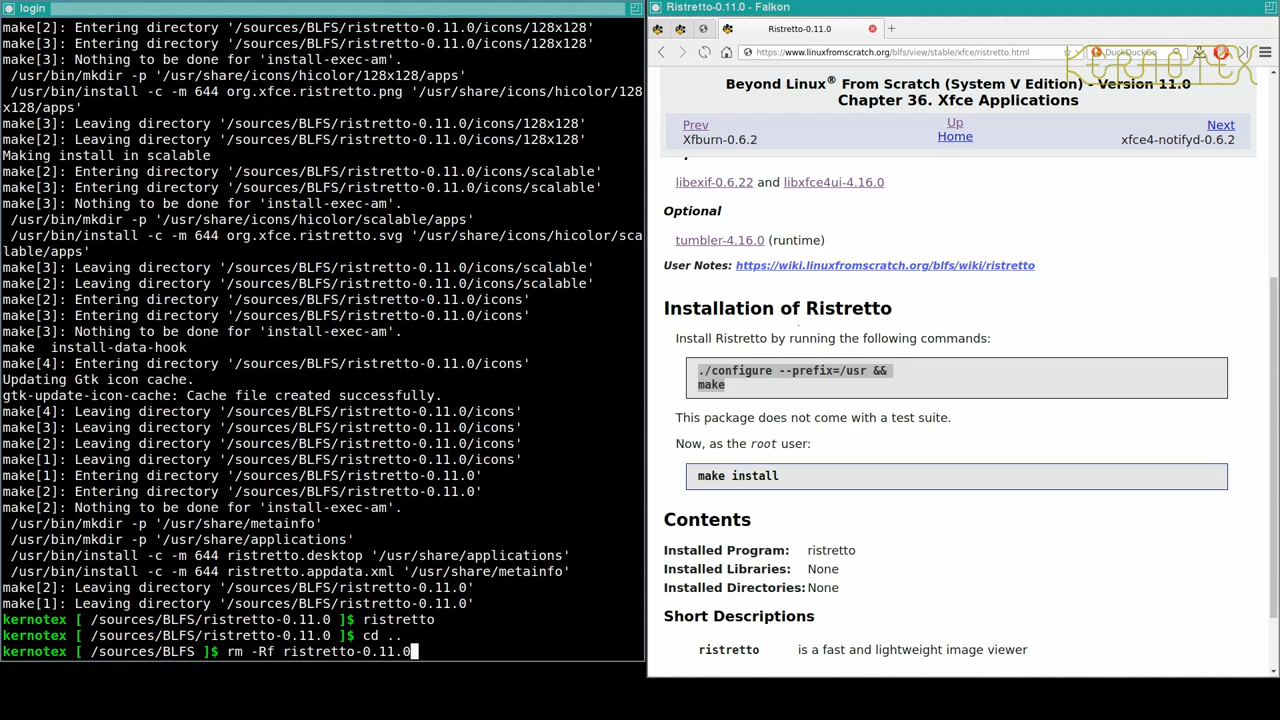 login
make[2]: Entering directory '/sources/BLFS/ristretto-0.11.0/icons/128x128'
make[3]: Entering directory '/sources/BLFS/ristretto-0.11.0/icons/128x128'
make[3]: Nothing to be done for 'install-exec-am'.
/usr/bin/mkdir -p '/usr/share/icons/hicolor/128x128/apps'
/usr/bin/install -c -m 644 org.xfce.ristretto.png '/usr/share/icons/hicolor/128
x128/apps'
make[3]: Leaving directory '/sources/BLFS/ristretto-0.11.0/icons/128x128'
make[2]: Leaving directory '/sources/BLFS/ristretto-0.11.0/icons/128x128'
Making install in scalable
make[2]: Entering directory '/sources/BLFS/ristretto-0.11.0/icons/scalable'
make[3]: Entering directory '/sources/BLFS/ristretto-0.11.0/icons/scalable'
make[3]: Nothing to be done for 'install-exec-am'.
/usr/bin/mkdir -p '/usr/share/icons/hicolor/scalable/apps'
/usr/bin/install -c -m 644 org.xfce.ristretto.svg '/usr/share/icons/hicolor/sca
lable/apps'
make[3]: Leaving directory '/sources/BLFS/ristretto-0.11.0/icons/scalable'
make[2]: Leaving directory '/sources/BLFS/ristretto-0.11.0/icons/scalable'
make[2]: Entering directory '/sources/BLFS/ristretto-0.11.0/icons'
make[3]: Entering directory '/sources/BLFS/ristretto-0.11.0/icons'
make[3]: Nothing to be done for 'install-exec-am'.
make  install-data-hook
make[4]: Entering directory '/sources/BLFS/ristretto-0.11.0/icons'
Updating Gtk icon cache.
gtk-update-icon-cache: Cache file created successfully.
make[4]: Leaving directory '/sources/BLFS/ristretto-0.11.0/icons'
make[3]: Leaving directory '/sources/BLFS/ristretto-0.11.0/icons'
make[2]: Leaving directory '/sources/BLFS/ristretto-0.11.0/icons'
make[1]: Leaving directory '/sources/BLFS/ristretto-0.11.0/icons'
make[1]: Entering directory '/sources/BLFS/ristretto-0.11.0'
make[2]: Entering directory '/sources/BLFS/ristretto-0.11.0'
make[2]: Nothing to be done for 'install-exec-am'.
/usr/bin/mkdir -p '/usr/share/metainfo'
/usr/bin/mkdir -p '/usr/share/applications'
/usr/bin/install -c -m 644 ristretto.desktop '/usr/share/applications'
/usr/bin/install -c -m 644 ristretto.appdata.xml '/usr/share/metainfo'
make[2]: Leaving directory '/sources/BLFS/ristretto-0.11.0'
make[1]: Leaving directory '/sources/BLFS/ristretto-0.11.0'
kernotex [ /sources/BLFS/ristretto-0.11.0 ]$ ristretto
kernotex [ /sources/BLFS/ristretto-0.11.0 ]$ cd ..
kernotex [ /sources/BLFS ]$ rm -Rf ristretto-0.11.0
Ristretto-0.11.0 - Falkon
Ristretto-0.11.0
https://www.linuxfromscratch.org/blfs/view/stable/xfce/ristretto.html
DuckDuckGo
KERNOTEX
Beyond Linux® From Scratch (System V Edition) - Version 11.0
Chapter 36. Xfce Applications
Prev Up Next
Xfburn-0.6.2 Home xfce4-notifyd-0.6.2
libexif-0.6.22 and libxfce4ui-4.16.0
Optional
tumbler-4.16.0 (runtime)
User Notes: https://wiki.linuxfromscratch.org/blfs/wiki/ristretto
Installation of Ristretto
Install Ristretto by running the following commands:
./configure --prefix=/usr &&
make
This package does not come with a test suite.
Now, as the root user:
make install
Contents
Installed Program: ristretto
Installed Libraries: None
Installed Directories: None
Short Descriptions
ristretto is a fast and lightweight image viewer